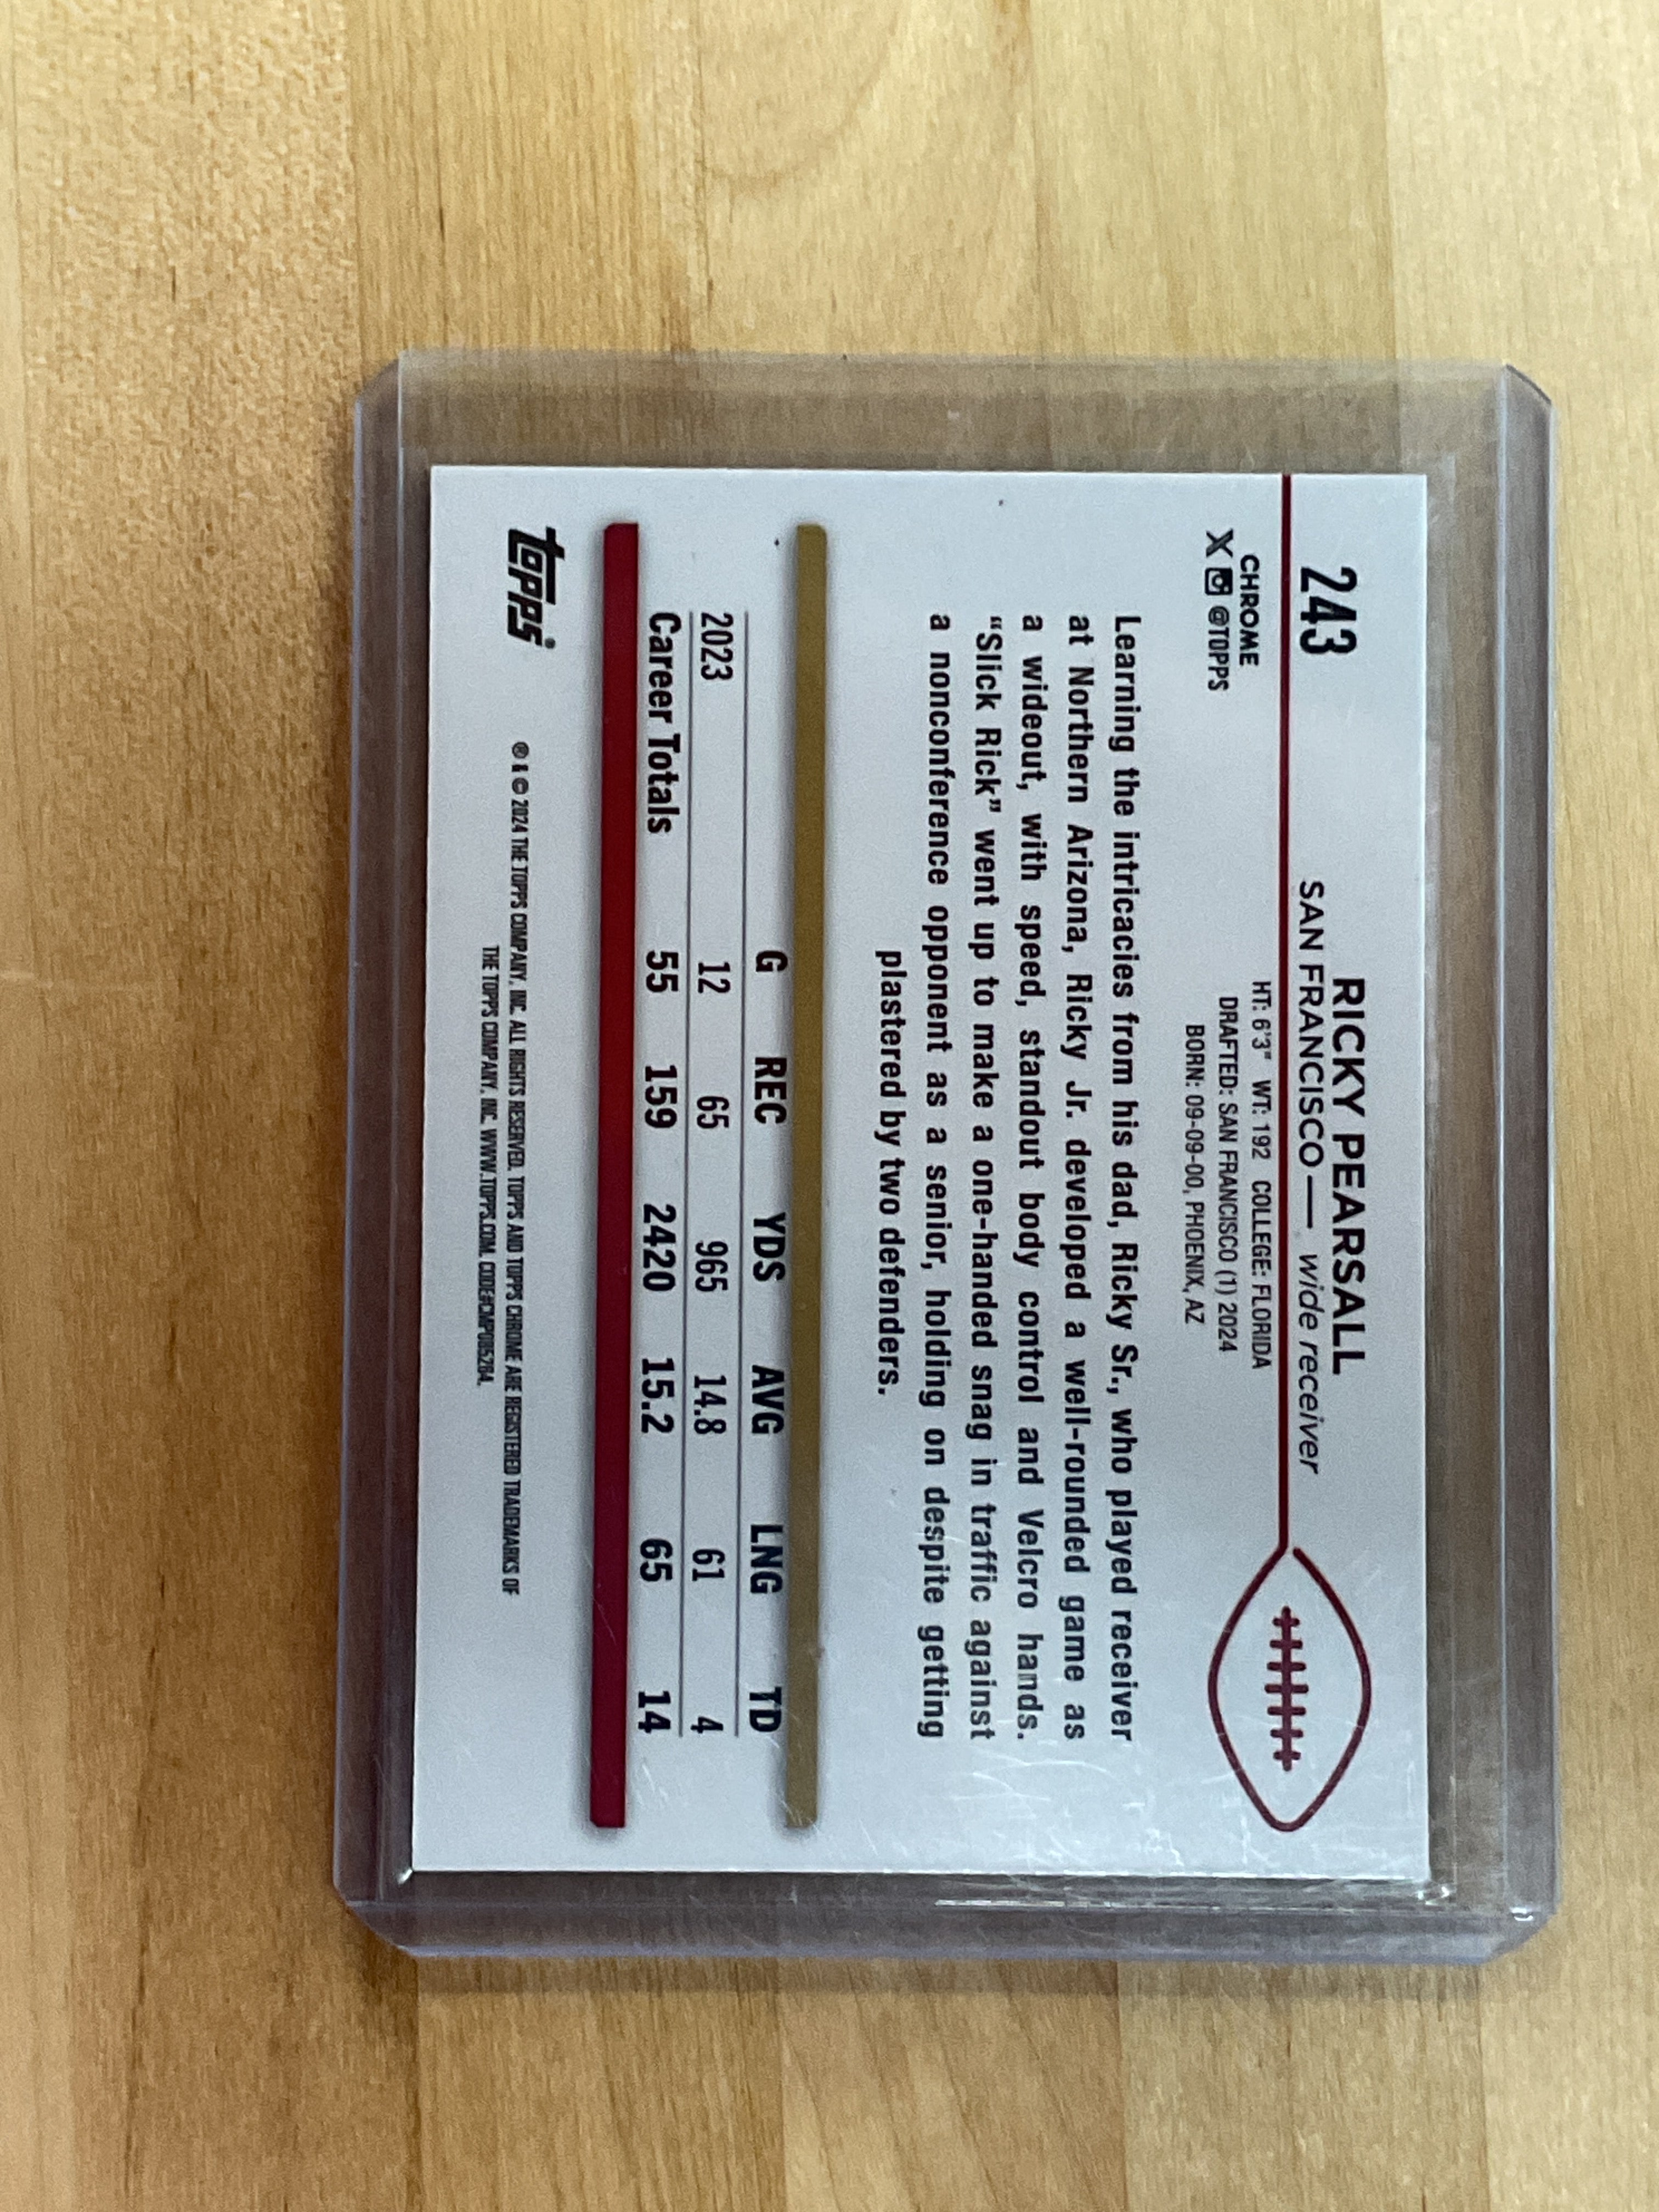 243
RICKY PEARSALL
SAN FRANCISCO — wide receiver
CHROME
X @TOPPS
HT: 6'3" WT: 192 COLLEGE: FLORIDA
DRAFTED: SAN FRANCISCO (1) 2024
BORN: 09-09-00, PHOENIX, AZ
Learning the intricacies from his dad, Ricky Sr., who played receiver
at Northern Arizona, Ricky Jr. developed a well-rounded game as
a wideout, with speed, standout body control and Velcro hands.
“Slick Rick” went up to make a one-handed snag in traffic against
a nonconference opponent as a senior, holding on despite getting
plastered by two defenders.
G REC YDS AVG LNG TD
2023 12 65 965 14.8 61 4
Career Totals 55 159 2420 15.2 65 14
topps®
® & © 2024 THE TOPPS COMPANY, INC. ALL RIGHTS RESERVED. TOPPS AND TOPPS CHROME ARE REGISTERED TRADEMARKS OF
THE TOPPS COMPANY, INC. WWW.TOPPS.COM. CODE#CMP085284.